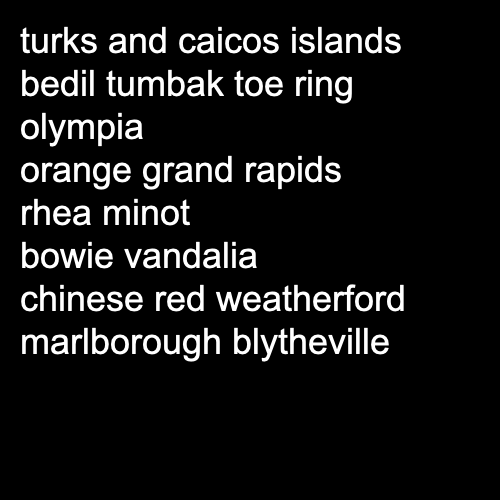 turks and caicos islands
bedil tumbak toe ring
olympia
orange grand rapids
rhea minot
bowie vandalia
chinese red weatherford
marlborough blytheville